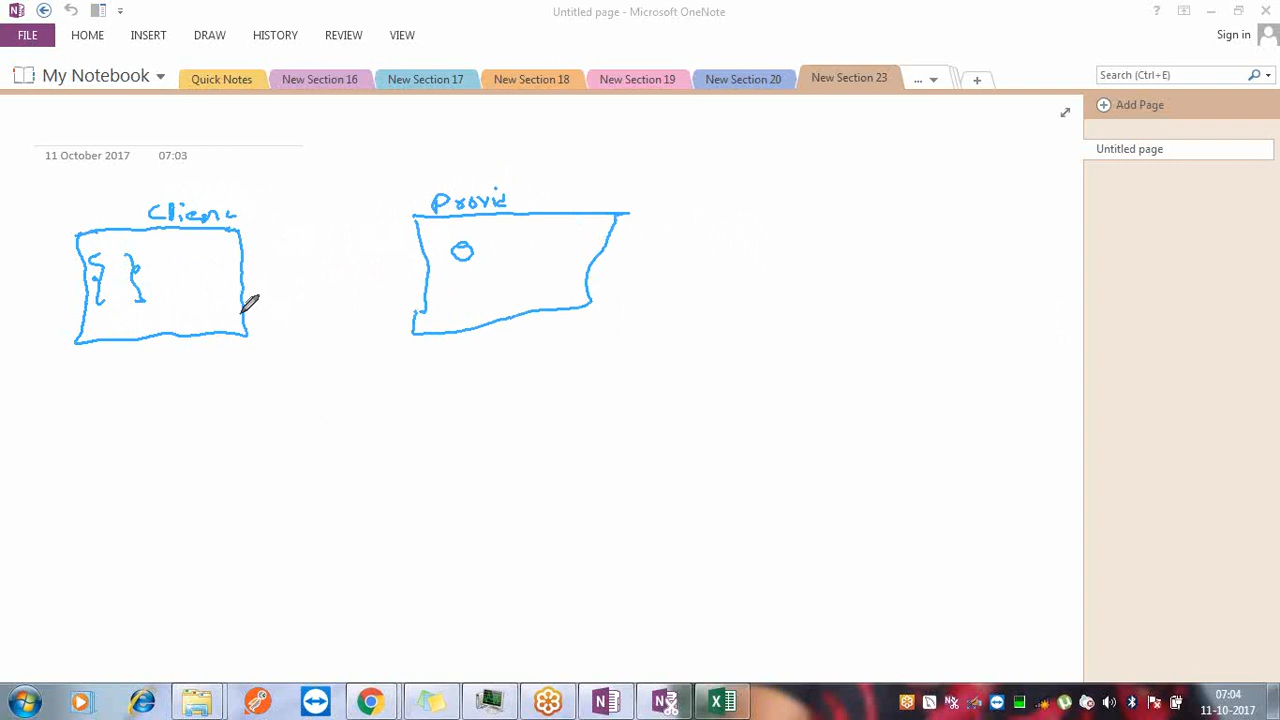 Untitled page - Microsoft OneNote
?
FILE HOME INSERT DRAW HISTORY REVIEW VIEW
Sign in
My Notebook
Quick Notes New Section 16 New Section 17 New Section 18 New Section 19 New Section 20 New Section 23 ...
Search (Ctrl+E)
Add Page
Untitled page
11 October 2017 07:03
Client
Provid
{ }
07:04
11-10-2017